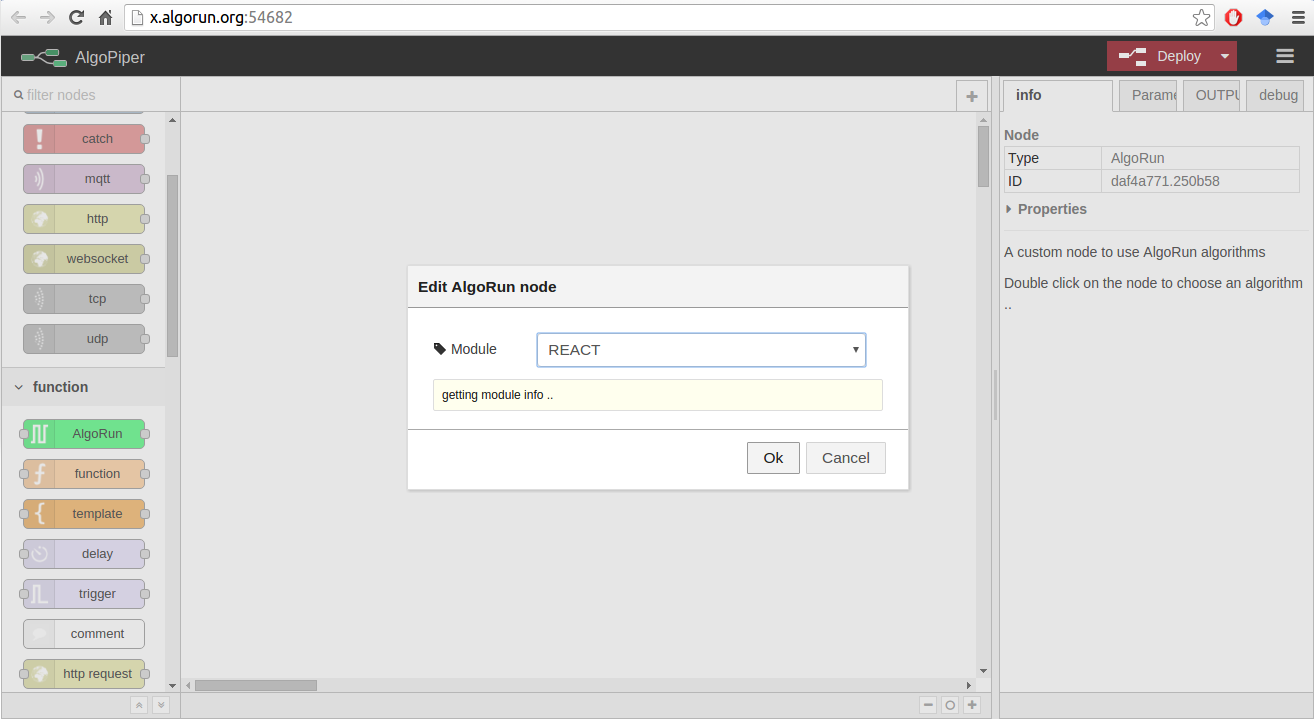 x.algorun.org:54682
AlgoPiper
Deploy
filter nodes
catch
mqtt
http
websocket
tcp
udp
function
AlgoRun
function
template
delay
trigger
comment
http request
Edit AlgoRun node
Module
REACT
getting module info ..
Ok
Cancel
info
Parame
OUTPU
debug
Node
Type AlgoRun
ID daf4a771.250b58
Properties
A custom node to use AlgoRun algorithms
Double click on the node to choose an algorithm
..